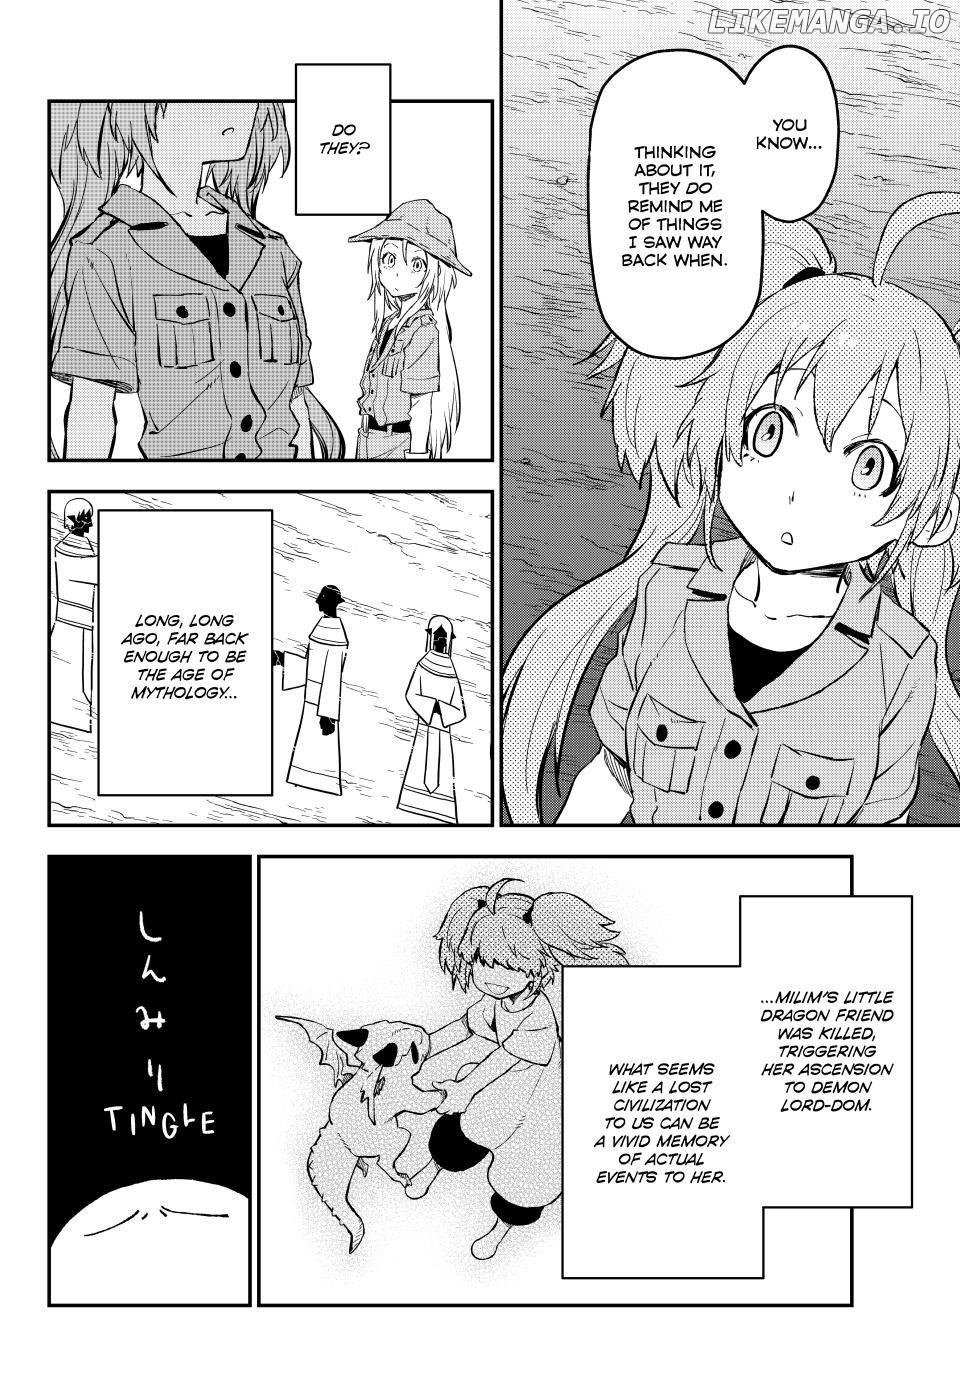 LIKEMANGA.IO
YOU
KNOW...
THINKING
ABOUT IT,
THEY DO
REMIND ME
OF THINGS
I SAW WAY
BACK WHEN.
DO
THEY?
LONG, LONG
AGO, FAR BACK
ENOUGH TO BE
THE AGE OF
MYTHOLOGY...
...MILIM'S LITTLE
DRAGON FRIEND
WAS KILLED,
TRIGGERING
HER ASCENSION
TO DEMON
LORD-DOM.
WHAT SEEMS
LIKE A LOST
CIVILIZATION
TO US CAN BE
A VIVID MEMORY
OF ACTUAL
EVENTS TO HER.
しんみり
TINGLE